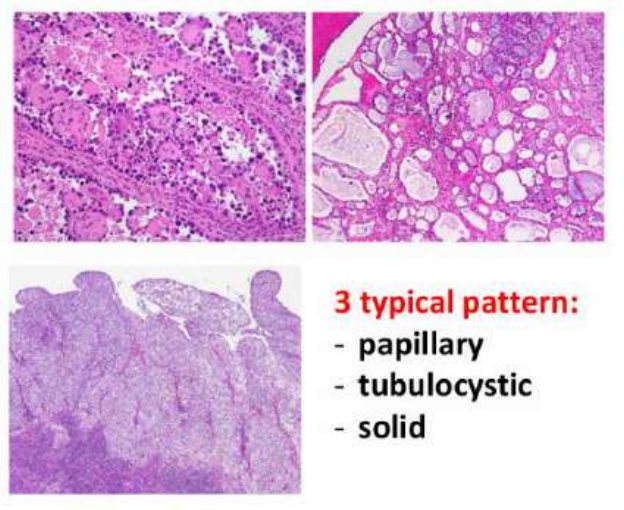 3 typical pattern:
- papillary
- tubulocystic
- solid